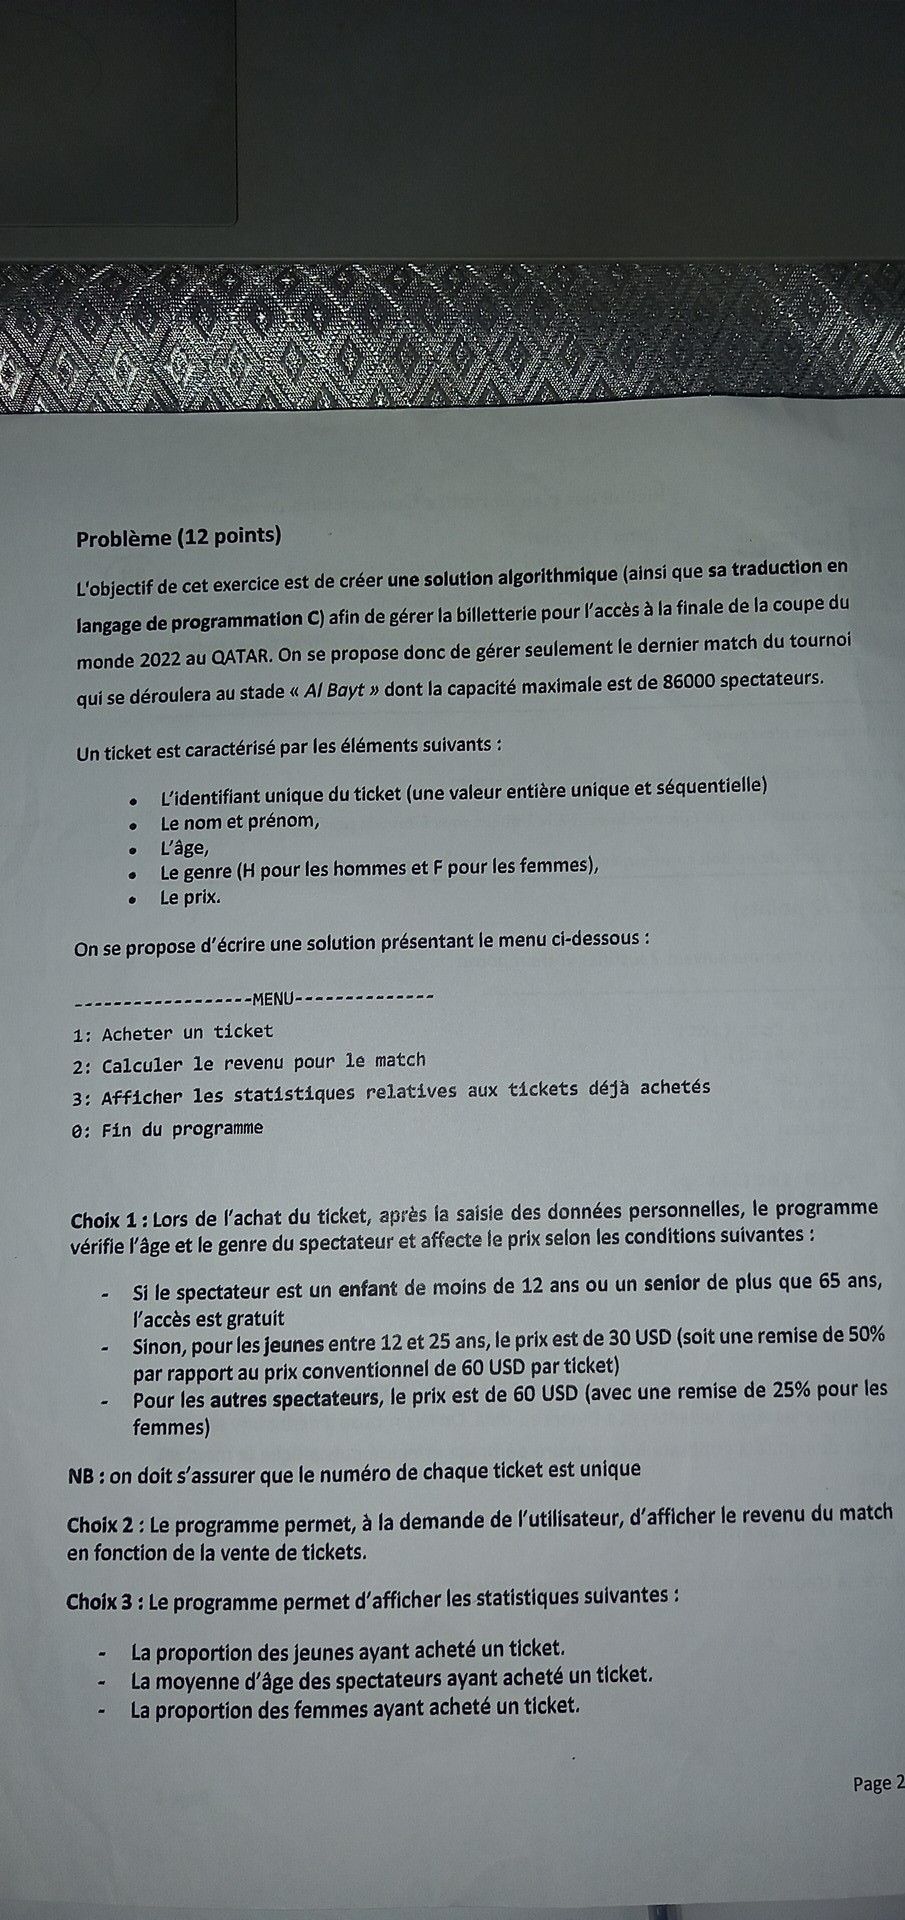 Problème (12 points)
L'objectif de cet exercice est de créer une solution algorithmique (ainsi que sa traduction en
langage de programmation C) afin de gérer la billetterie pour l'accès à la finale de la coupe du
monde 2022 au QATAR. On se propose donc de gérer seulement le dernier match du tournoi
qui se déroulera au stade « Al Bayt » dont la capacité maximale est de 86000 spectateurs.
Un ticket est caractérisé par les éléments suivants :
• L'identifiant unique du ticket (une valeur entière unique et séquentielle)
• Le nom et prénom,
• L'âge,
• Le genre (H pour les hommes et F pour les femmes),
• Le prix.
On se propose d'écrire une solution présentant le menu ci-dessous :
------------------MENU--------------
1: Acheter un ticket
2: Calculer le revenu pour le match
3: Afficher les statistiques relatives aux tickets déjà achetés
0: Fin du programme
Choix 1 : Lors de l'achat du ticket, après la saisie des données personnelles, le programme
vérifie l'âge et le genre du spectateur et affecte le prix selon les conditions suivantes :
- Si le spectateur est un enfant de moins de 12 ans ou un senior de plus que 65 ans,
l'accès est gratuit
- Sinon, pour les jeunes entre 12 et 25 ans, le prix est de 30 USD (soit une remise de 50%
par rapport au prix conventionnel de 60 USD par ticket)
- Pour les autres spectateurs, le prix est de 60 USD (avec une remise de 25% pour les
femmes)
NB : on doit s'assurer que le numéro de chaque ticket est unique
Choix 2 : Le programme permet, à la demande de l'utilisateur, d'afficher le revenu du match
en fonction de la vente de tickets.
Choix 3 : Le programme permet d'afficher les statistiques suivantes :
- La proportion des jeunes ayant acheté un ticket.
- La moyenne d'âge des spectateurs ayant acheté un ticket.
- La proportion des femmes ayant acheté un ticket.
Page 2